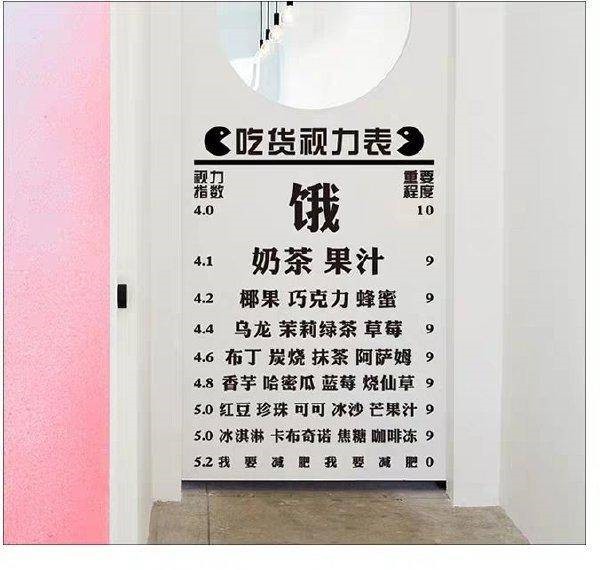 吃货视力表
视力指数 重要程度
4.0 饿 10
4.1 奶茶 果汁 9
4.2 椰果 巧克力 蜂蜜 9
4.4 乌龙 茉莉绿茶 草莓 9
4.6 布丁 炭烧 抹茶 阿萨姆 9
4.8 香芋 哈密瓜 蓝莓 烧仙草 9
5.0 红豆 珍珠 可可 冰沙 芒果汁 9
5.0 冰淇淋 卡布奇诺 焦糖 咖啡冻 9
5.2 我 要 减 肥 我 要 减 肥 0